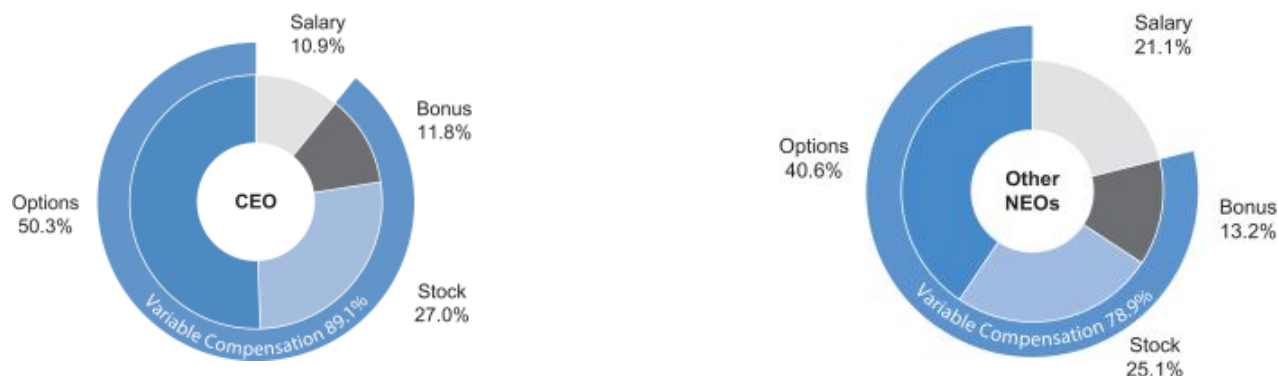 Salary
10.9%
Bonus
11.8%
CEO
Options
50.3%
Stock
27.0%
Variable Compensation 89.1%
Salary
21.1%
Options
40.6%
Other
NEOs
Bonus
13.2%
Variable Compensation 78.9%
Stock
25.1%